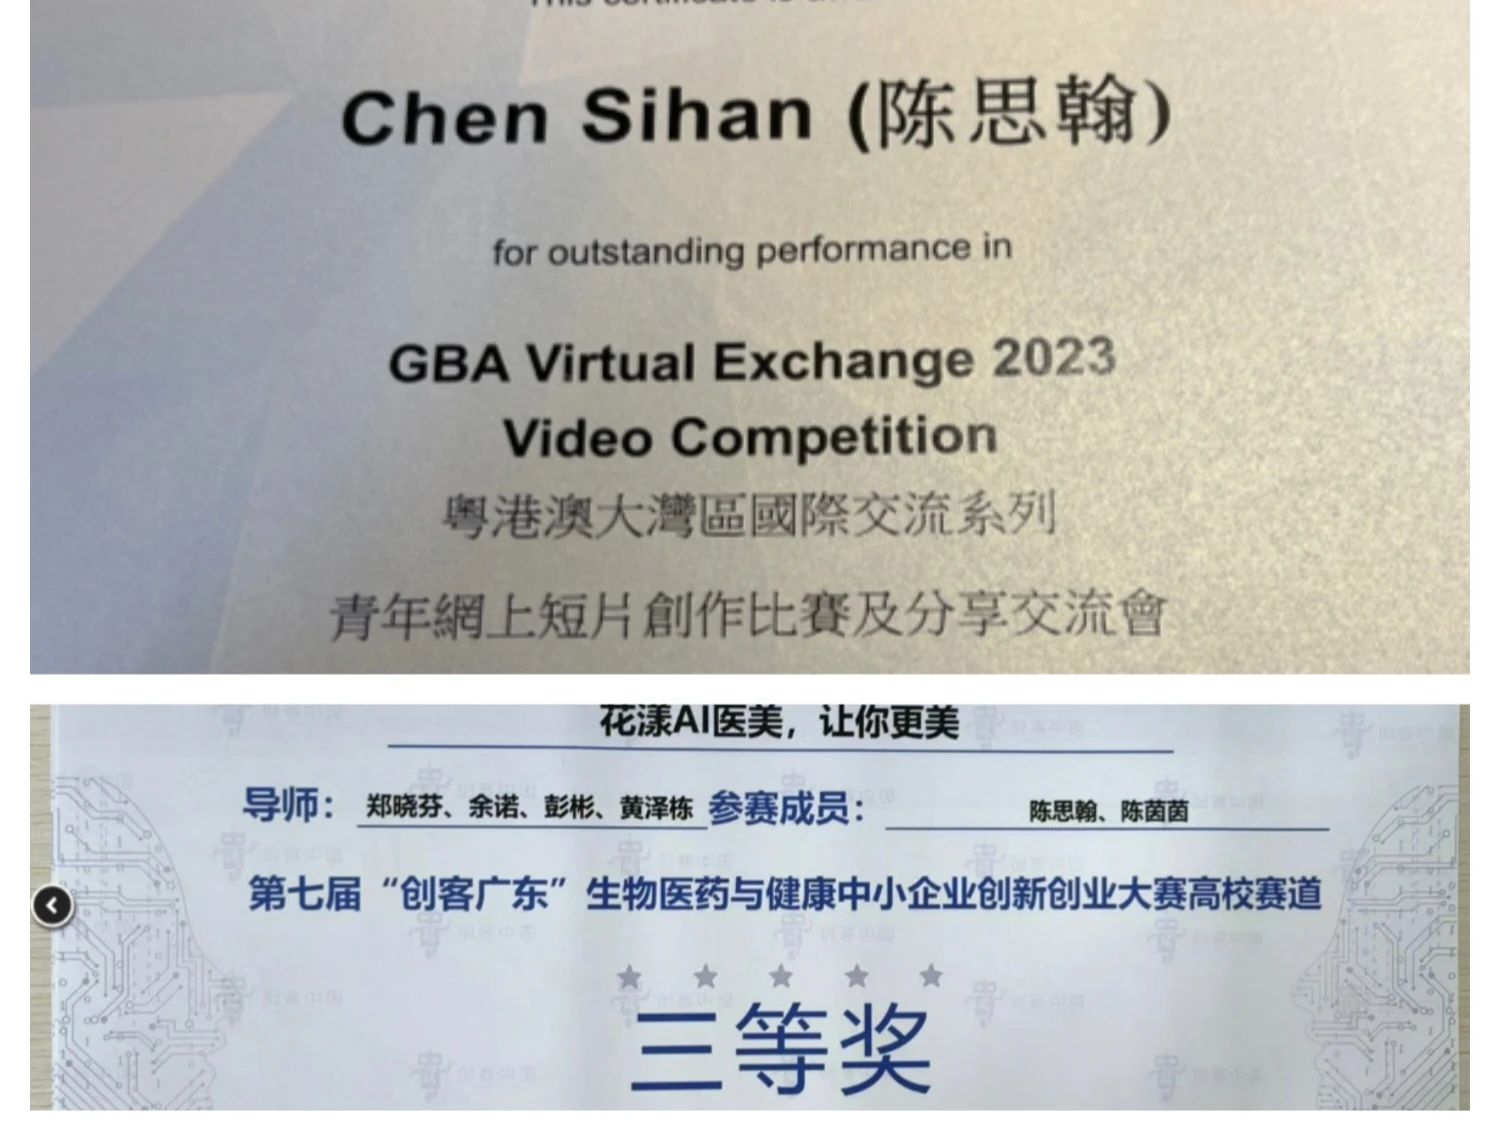 This certificate is
Chen Sihan (陈思翰)
for outstanding performance in
GBA Virtual Exchange 2023
Video Competition
粵港澳大灣區國際交流系列
青年網上短片創作比賽及分享交流會
花漾AI医美，让你更美
导师： 郑晓芬、余诺、彭彬、黄泽栋 参赛成员： 陈思翰、陈茵茵
第七届“创客广东”生物医药与健康中小企业创新创业大赛高校赛道
三等奖